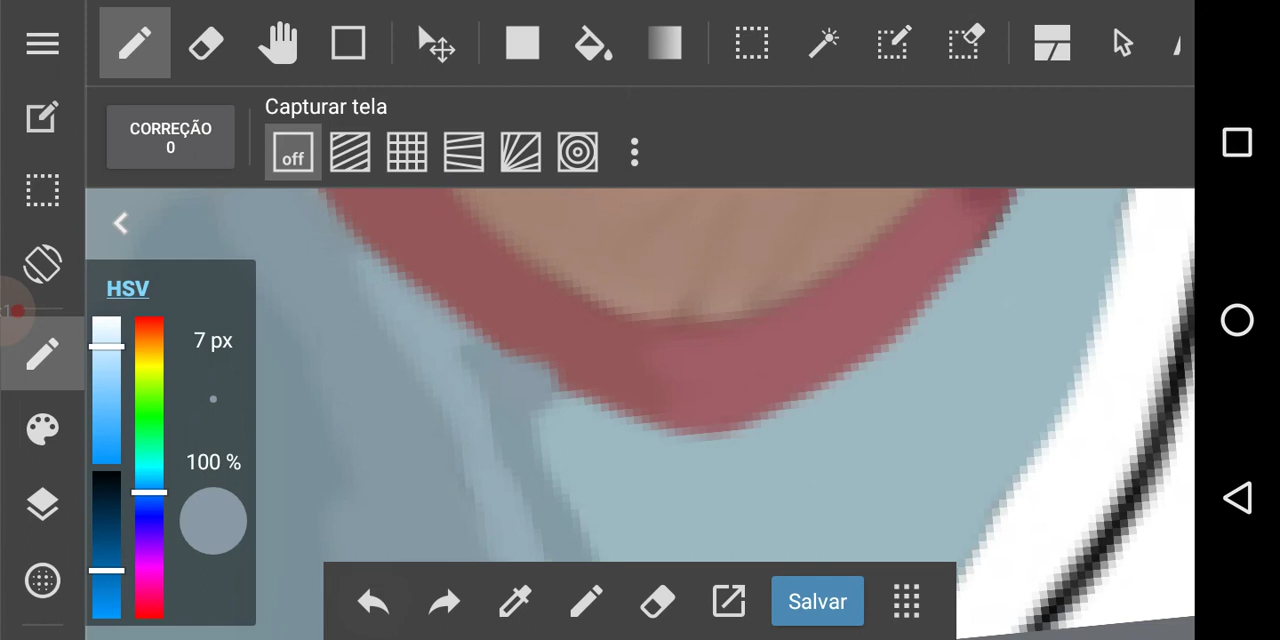 Capturar tela
CORREÇÃO
0
off
HSV
7 px
100 %
Salvar